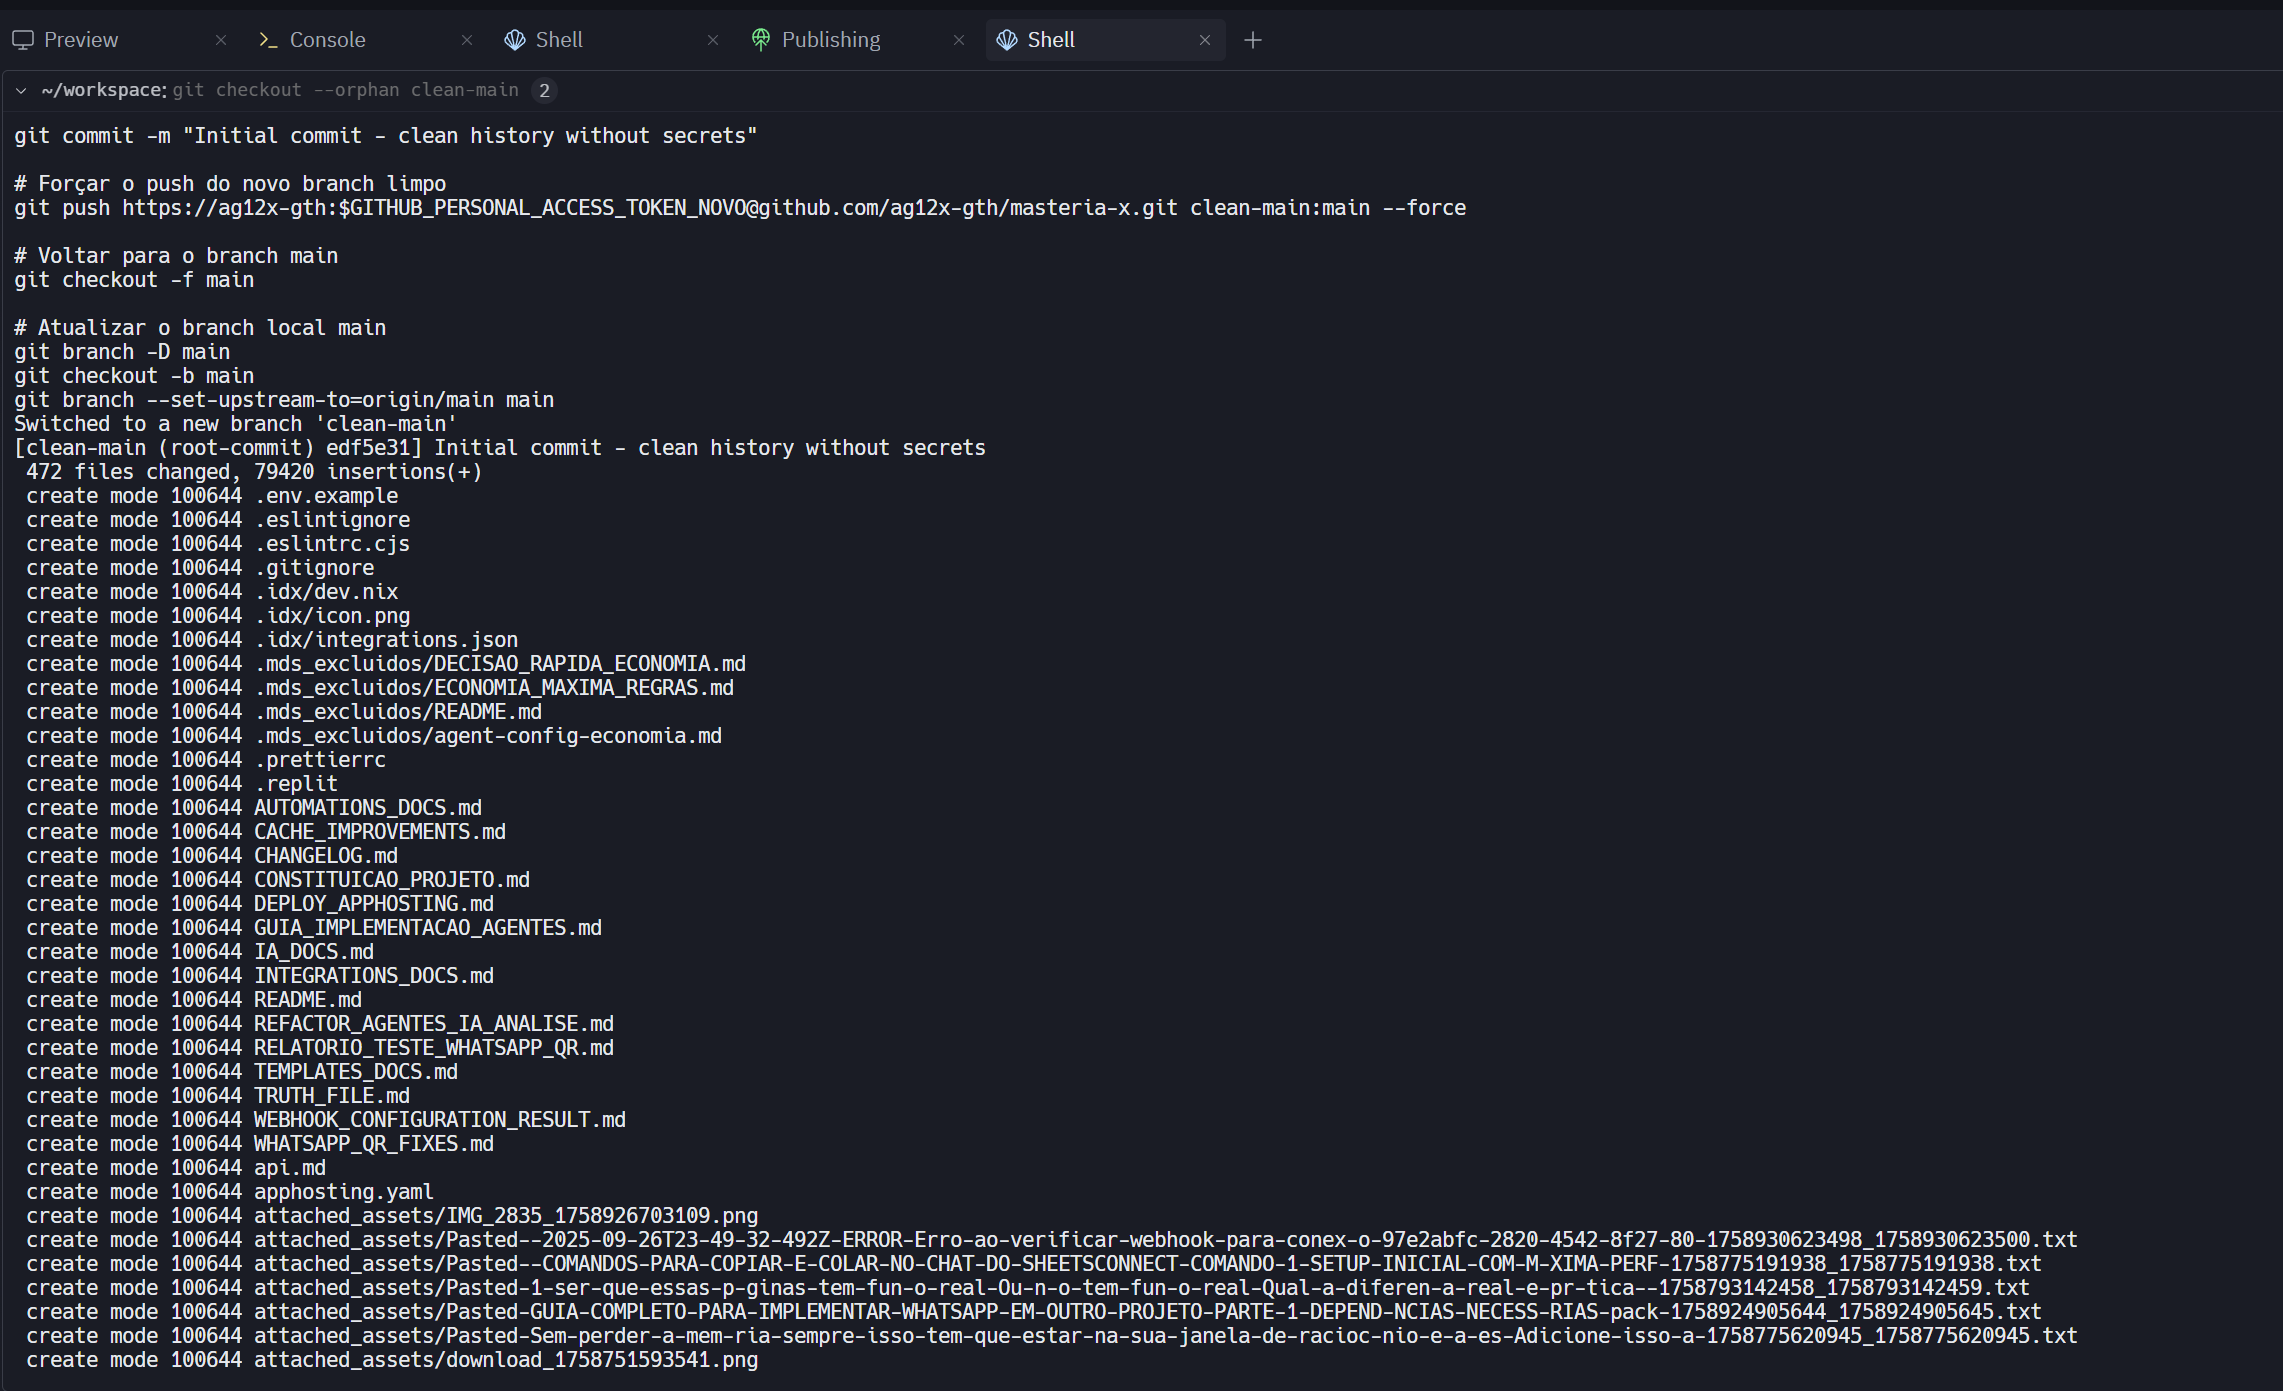 Preview
Console
Shell
Publishing
Shell
~/workspace: git checkout --orphan clean-main 2
git commit -m "Initial commit - clean history without secrets"
# Forçar o push do novo branch limpo
git push https://ag12x-gth:$GITHUB_PERSONAL_ACCESS_TOKEN_NOVO@github.com/ag12x-gth/masteria-x.git clean-main:main --force
# Voltar para o branch main
git checkout -f main
# Atualizar o branch local main
git branch -D main
git checkout -b main
git branch --set-upstream-to=origin/main main
Switched to a new branch 'clean-main'
[clean-main (root-commit) edf5e31] Initial commit - clean history without secrets
472 files changed, 79420 insertions(+)
create mode 100644 .env.example
create mode 100644 .eslintignore
create mode 100644 .eslintrc.cjs
create mode 100644 .gitignore
create mode 100644 .idx/dev.nix
create mode 100644 .idx/icon.png
create mode 100644 .idx/integrations.json
create mode 100644 .mds_excluidos/DECISAO_RAPIDA_ECONOMIA.md
create mode 100644 .mds_excluidos/ECONOMIA_MAXIMA_REGRAS.md
create mode 100644 .mds_excluidos/README.md
create mode 100644 .mds_excluidos/agent-config-economia.md
create mode 100644 .prettierrc
create mode 100644 .replit
create mode 100644 AUTOMATIONS_DOCS.md
create mode 100644 CACHE_IMPROVEMENTS.md
create mode 100644 CHANGELOG.md
create mode 100644 CONSTITUICAO_PROJETO.md
create mode 100644 DEPLOY_APPHOSTING.md
create mode 100644 GUIA_IMPLEMENTACAO_AGENTES.md
create mode 100644 IA_DOCS.md
create mode 100644 INTEGRATIONS_DOCS.md
create mode 100644 README.md
create mode 100644 REFACTOR_AGENTES_IA_ANALISE.md
create mode 100644 RELATORIO_TESTE_WHATSAPP_QR.md
create mode 100644 TEMPLATES_DOCS.md
create mode 100644 TRUTH_FILE.md
create mode 100644 WEBHOOK_CONFIGURATION_RESULT.md
create mode 100644 WHATSAPP_QR_FIXES.md
create mode 100644 api.md
create mode 100644 apphosting.yaml
create mode 100644 attached_assets/IMG_2835_1758926703109.png
create mode 100644 attached_assets/Pasted--2025-09-26T23-49-32-492Z-ERROR-Erro-ao-verificar-webhook-para-conex-o-97e2abfc-2820-4542-8f27-80-1758930623498_1758930623500.txt
create mode 100644 attached_assets/Pasted--COMANDOS-PARA-COPIAR-E-COLAR-NO-CHAT-DO-SHEETSCONNECT-COMANDO-1-SETUP-INICIAL-COM-M-XIMA-PERF-1758775191938_1758775191938.txt
create mode 100644 attached_assets/Pasted-1-ser-que-essas-p-ginas-tem-fun-o-real-Ou-n-o-tem-fun-o-real-Qual-a-diferen-a-real-e-pr-tica--1758793142458_1758793142459.txt
create mode 100644 attached_assets/Pasted-GUIA-COMPLETO-PARA-IMPLEMENTAR-WHATSAPP-EM-OUTRO-PROJETO-PARTE-1-DEPEND-NCIAS-NECESS-RIAS-pack-1758924905644_1758924905645.txt
create mode 100644 attached_assets/Pasted-Sem-perder-a-mem-ria-sempre-isso-tem-que-estar-na-sua-janela-de-racioc-nio-e-a-es-Adicione-isso-a-1758775620945_1758775620945.txt
create mode 100644 attached_assets/download_1758751593541.png